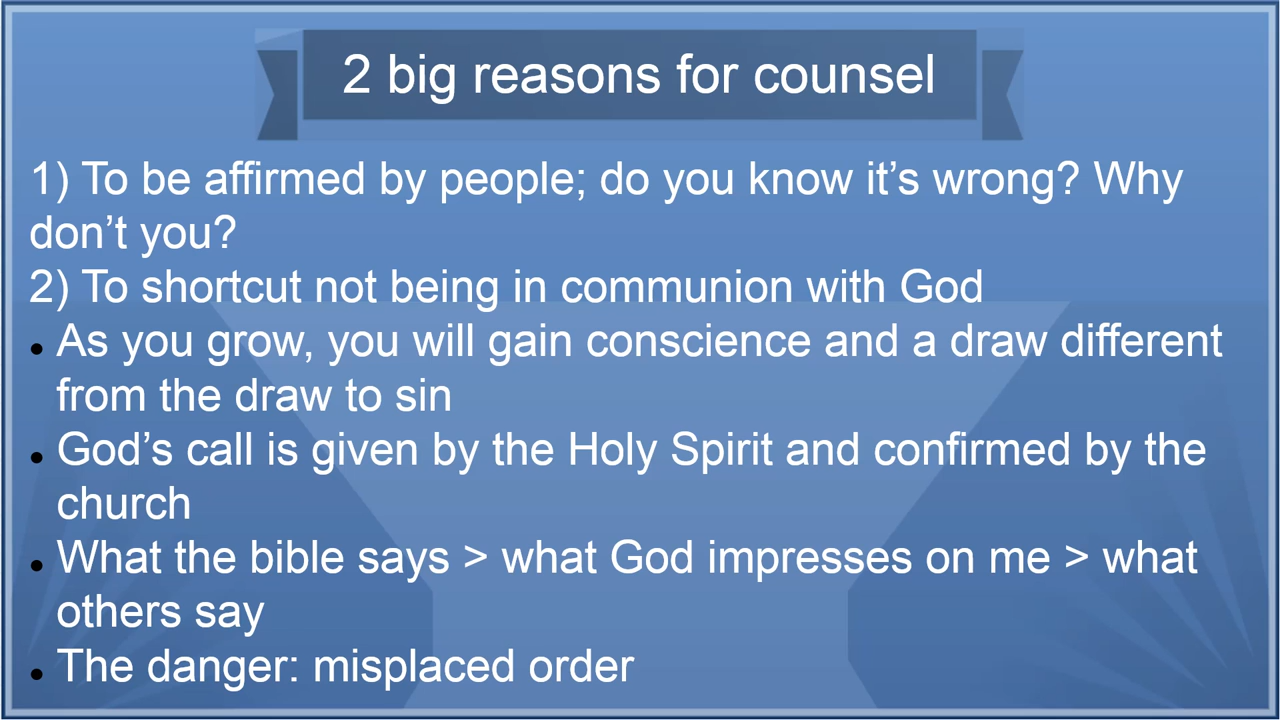 2 big reasons for counsel
1) To be affirmed by people; do you know it’s wrong? Why
don’t you?
2) To shortcut not being in communion with God
● As you grow, you will gain conscience and a draw different
from the draw to sin
● God’s call is given by the Holy Spirit and confirmed by the
church
● What the bible says > what God impresses on me > what
others say
● The danger: misplaced order